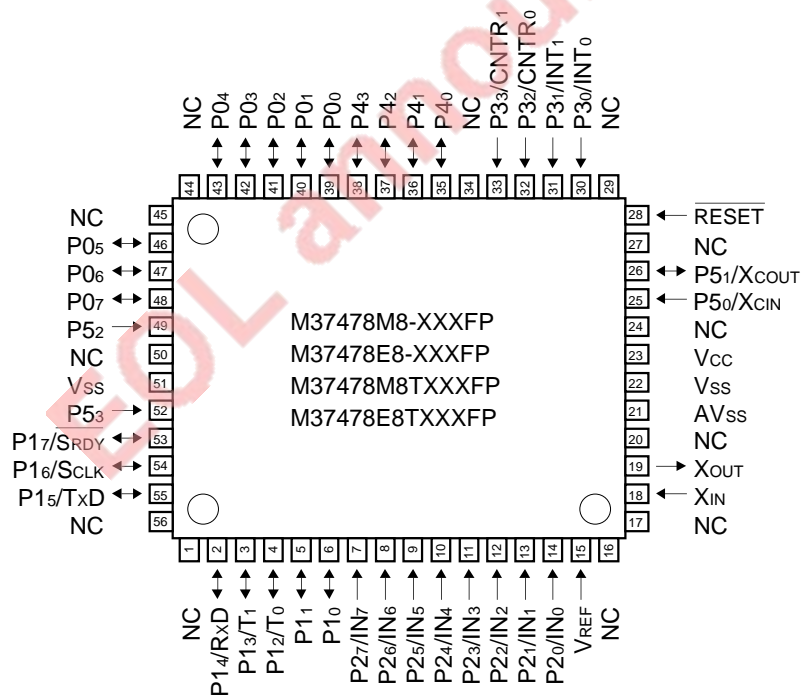 EOL annou
NC
P04
P03
P02
P01
P00
P43
P42
P41
P40
NC
P33/CNTR1
P32/CNTR0
P31/INT1
P30/INT0
NC
44
43
42
41
40
39
38
37
36
35
34
33
32
31
30
29
NC 45
P05 46
P06 47
P07 48
P52 49
NC 50
VSS 51
P53 52
P17/SRDY 53
P16/SCLK 54
P15/TXD 55
NC 56
M37478M8-XXXFP
M37478E8-XXXFP
M37478M8TXXXFP
M37478E8TXXXFP
28 RESET
27 NC
26 P51/XCOUT
25 P50/XCIN
24 NC
23 VCC
22 VSS
21 AVSS
20 NC
19 XOUT
18 XIN
17 NC
1
2
3
4
5
6
7
8
9
10
11
12
13
14
15
16
NC
P14/RXD
P13/T1
P12/T0
P11
P10
P27/IN7
P26/IN6
P25/IN5
P24/IN4
P23/IN3
P22/IN2
P21/IN1
P20/IN0
VREF
NC